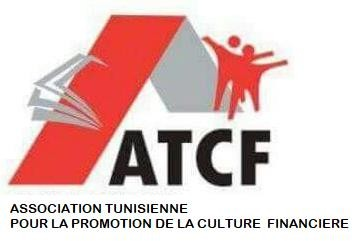 ATCF
ASSOCIATION TUNISIENNE
POUR LA PROMOTION DE LA CULTURE FINANCIERE